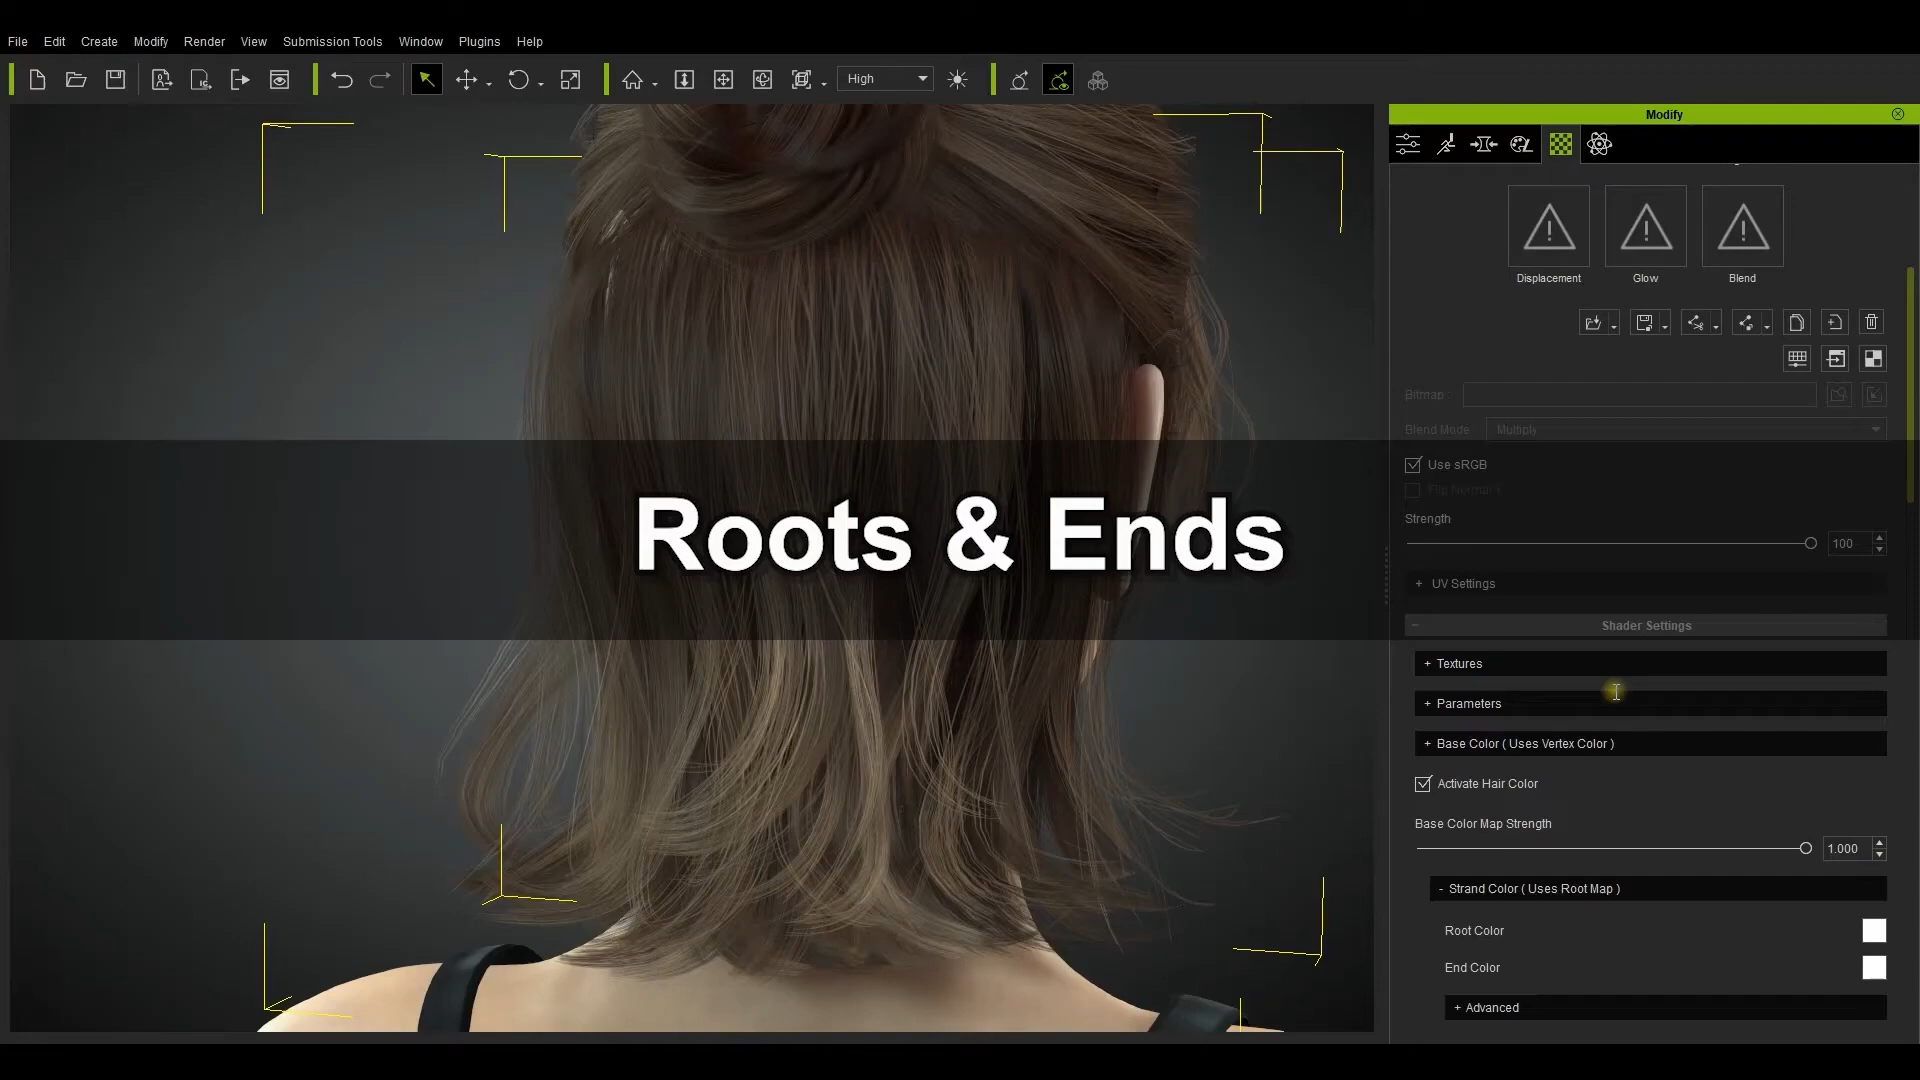 File Edit Create Modify Render View Submission Tools Window Plugins Help
High
Modify
Displacement Glow Blend
Bitmap :
Blend Mode Multiply
Use sRGB
Strength
100
+ UV Settings
- Shader Settings
+ Textures
+ Parameters
+ Base Color ( Uses Vertex Color )
Activate Hair Color
Base Color Map Strength
1.000
- Strand Color ( Uses Root Map )
Root Color
End Color
+ Advanced
Roots & Ends